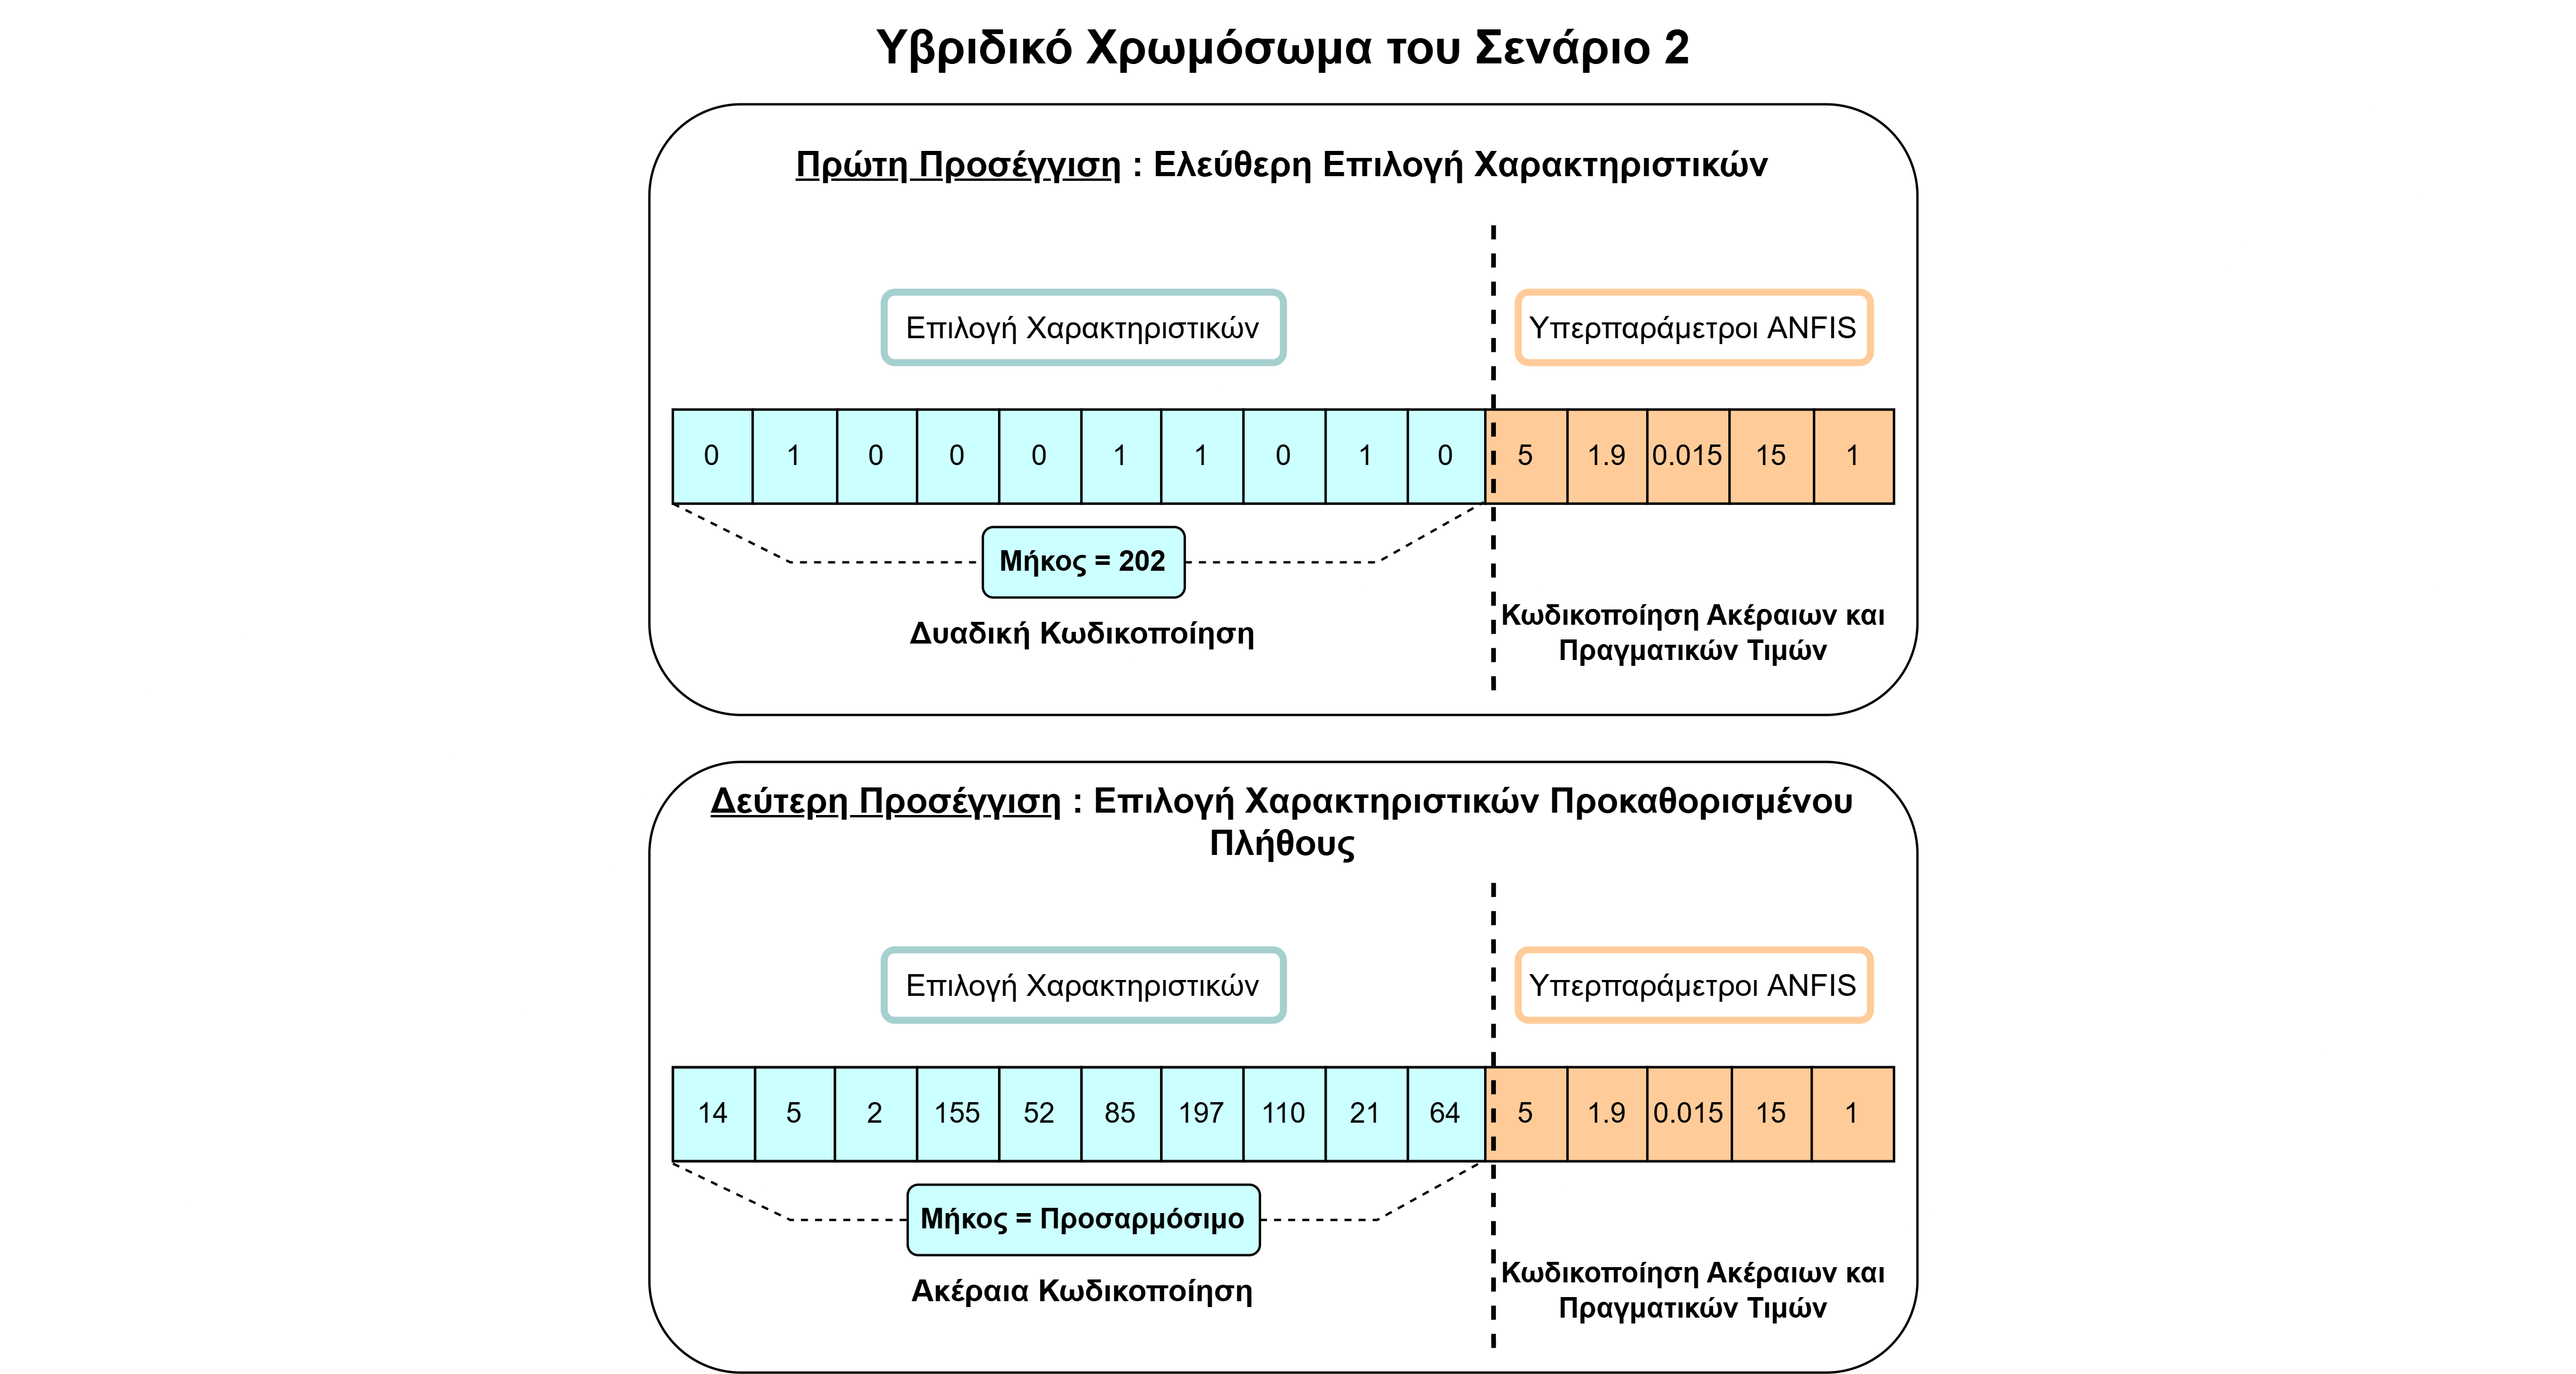 Υβριδικό Χρωμόσωμα του Σενάριο 2
Πρώτη Προσέγγιση : Ελεύθερη Επιλογή Χαρακτηριστικών
Επιλογή Χαρακτηριστικών
Υπερπαράμετροι ANFIS
0 1 0 0 0 1 1 0 1 0 5 1.9 0.015 15 1
Μήκος = 202
Δυαδική Κωδικοποίηση
Κωδικοποίηση Ακέραιων και
Πραγματικών Τιμών
Δεύτερη Προσέγγιση : Επιλογή Χαρακτηριστικών Προκαθορισμένου
Πλήθους
Επιλογή Χαρακτηριστικών
Υπερπαράμετροι ANFIS
14 5 2 155 52 85 197 110 21 64 5 1.9 0.015 15 1
Μήκος = Προσαρμόσιμο
Ακέραια Κωδικοποίηση
Κωδικοποίηση Ακέραιων και
Πραγματικών Τιμών